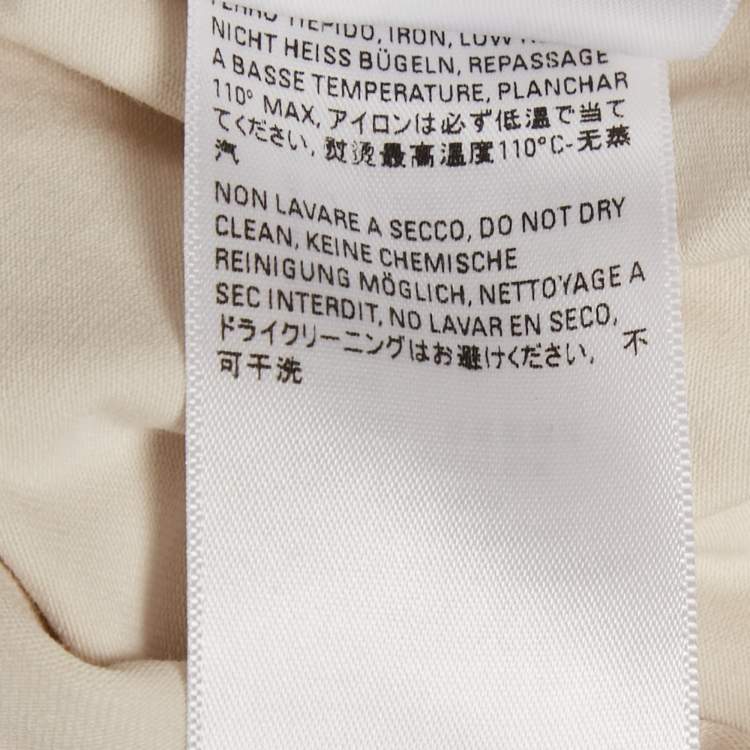 FERRO TIEPIDO, IRON, LOW
NICHT HEISS BÜGELN, REPASSAGE
A BASSE TEMPERATURE, PLANCHAR
110° MAX, アイロンは必ず低温で当
てください, 熨烫最高温度110°C-无蒸
汽
NON LAVARE A SECCO, DO NOT DRY
CLEAN, KEINE CHEMISCHE
REINIGUNG MÖGLICH, NETTOYAGE A
SEC INTERDIT, NO LAVAR EN SECO,
ドライクリーニングはお避けください, 不
可干洗